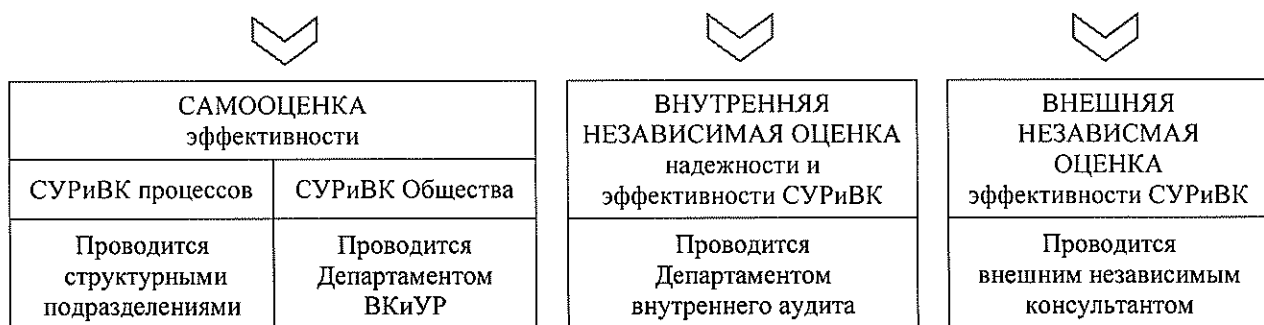 САМООЦЕНКА
эффективности
СУРиВК процессов
СУРиВК Общества
Проводится
структурными
подразделениями
Проводится
Департаментом
ВКиУР
ВНУТРЕННЯЯ
НЕЗАВИСИМАЯ ОЦЕНКА
надежности и
эффективности СУРиВК
Проводится
Департаментом
внутреннего аудита
ВНЕШНЯЯ
НЕЗАВИСМАЯ
ОЦЕНКА
эффективности СУРиВК
Проводится
внешним независимым
консультантом